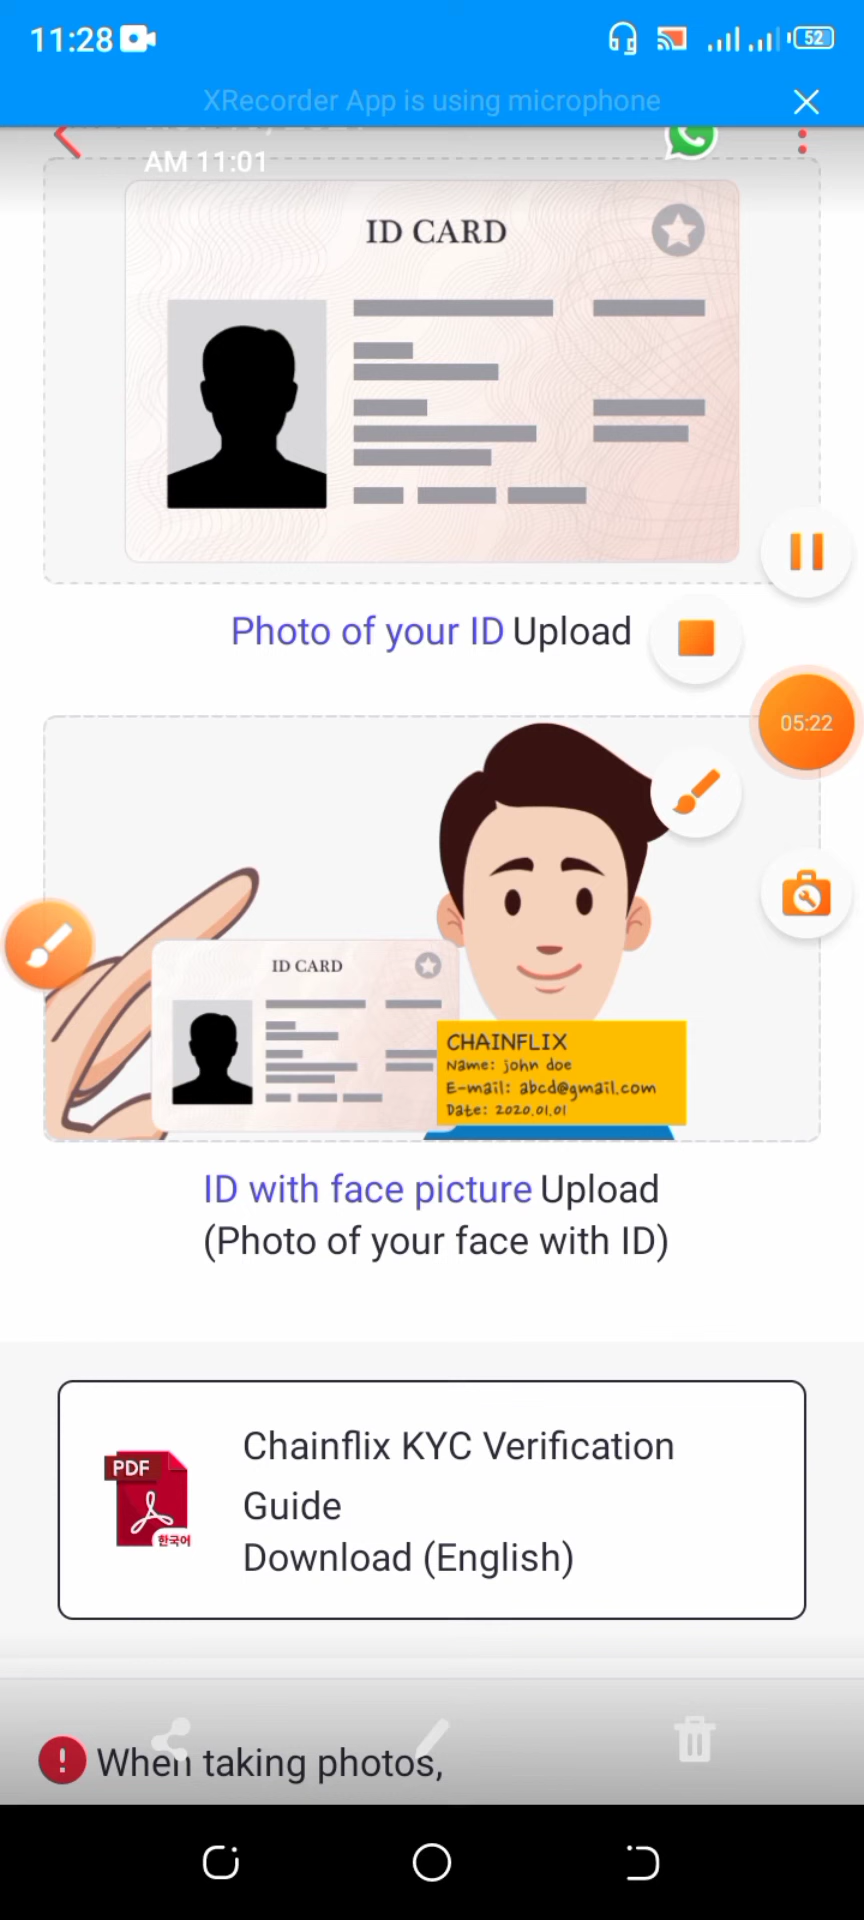 11:28
52
XRecorder App is using microphone
AM 11:01
ID CARD
Photo of your ID Upload
05:22
ID CARD
CHAINFLIX
Name: john doe
E-mail: abcd@gmail.com
Date: 2020.01.01
ID with face picture Upload
(Photo of your face with ID)
PDF
한국어
Chainflix KYC Verification
Guide
Download (English)
When taking photos,